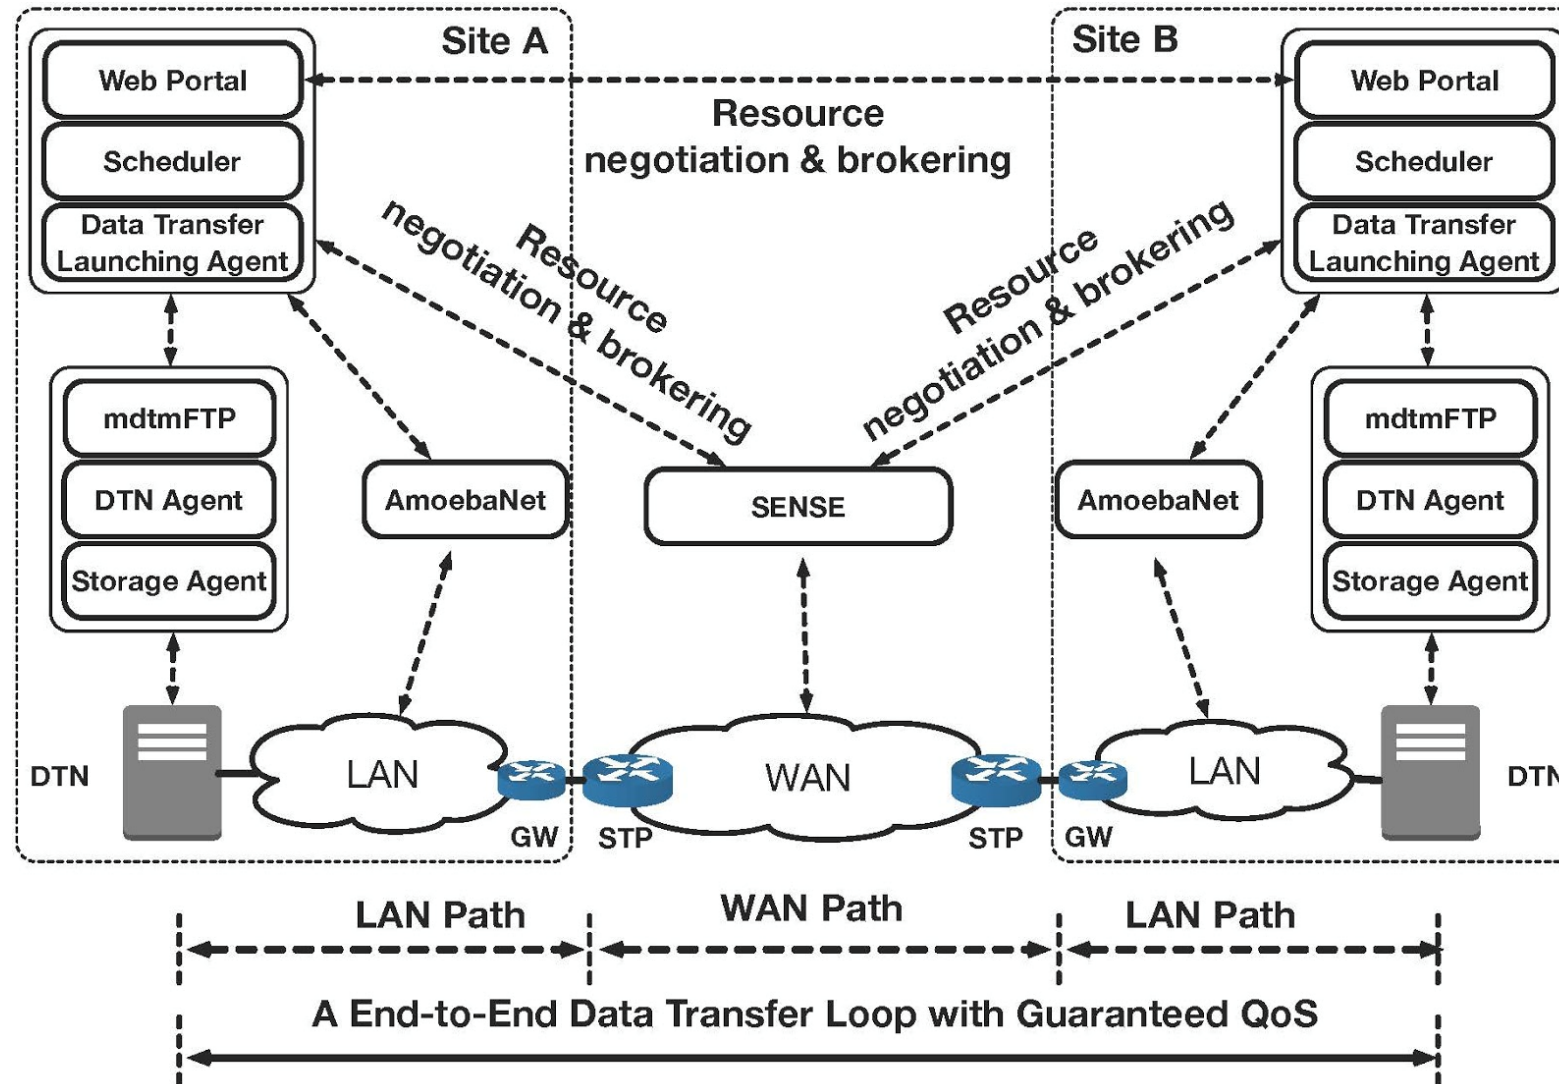 Site A
Site B
Web Portal
Scheduler
Data Transfer
Launching Agent
Resource
negotiation & brokering
Web Portal
Scheduler
Data Transfer
Launching Agent
Resource
negotiation & brokering
Resource
negotiation & brokering
mdtmFTP
DTN Agent
Storage Agent
AmoebaNet
SENSE
AmoebaNet
mdtmFTP
DTN Agent
Storage Agent
DTN
LAN
GW
STP
WAN
STP
GW
LAN
DTN
LAN Path
WAN Path
LAN Path
A End-to-End Data Transfer Loop with Guaranteed QoS